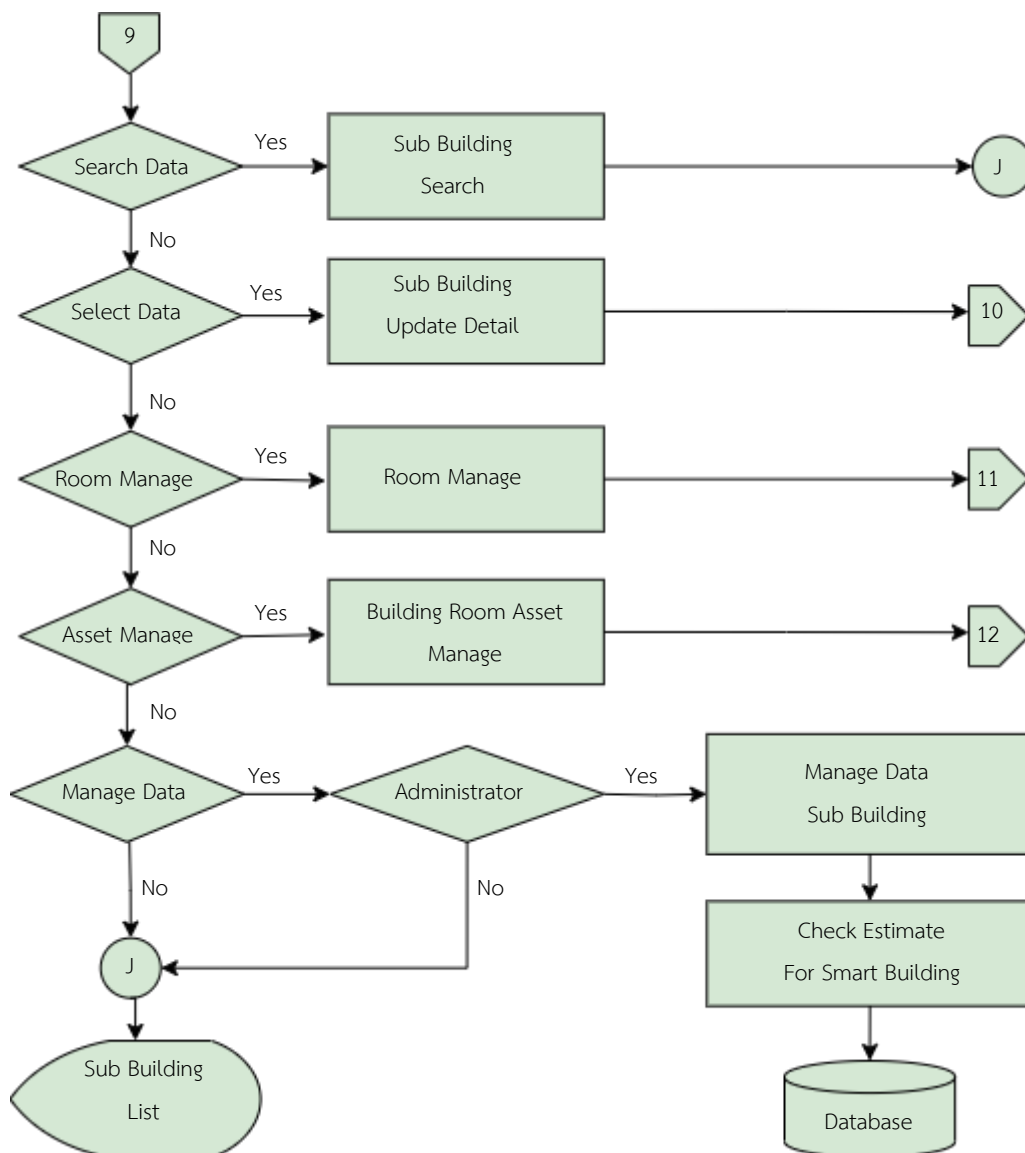 9
Search Data
Yes
Sub Building
Search
J
No
Select Data
Yes
Sub Building
Update Detail
10
No
Room Manage
Yes
Room Manage
11
No
Asset Manage
Yes
Building Room Asset
Manage
12
No
Manage Data
Yes
Administrator
Yes
Manage Data
Sub Building
No
No
Check Estimate
For Smart Building
J
Sub Building
List
Database